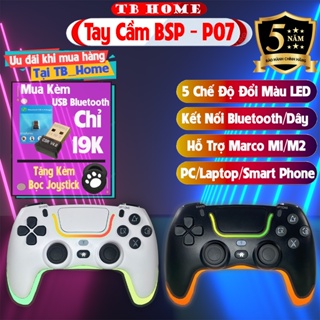 TB HOME
Tay Cầm BSP - P07
5
NĂM
Ưu đãi khi mua hàng
Tại TB_Home
Mua Kèm
USB Bluetooth
Chỉ
19K
Tặng Kèm
Bọc Joystick
5 Chế Độ Đổi Màu LED
Kết Nối Bluetooth/Dây
Hỗ Trợ Marco M1/M2
PC/Laptop/Smart Phone